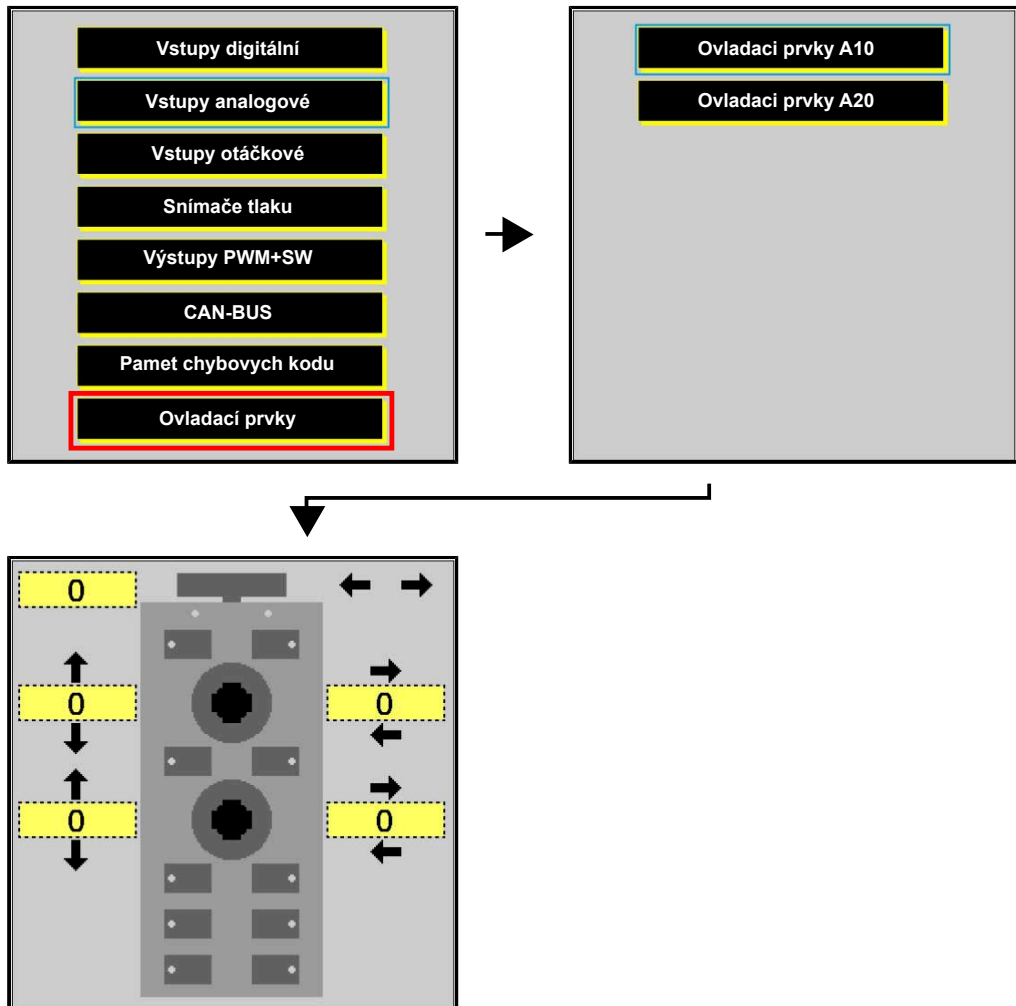 Vstupy digitální
Vstupy analogové
Vstupy otáčkové
Snímače tlaku
Výstupy PWM+SW
CAN-BUS
Pamet chybovych kodu
Ovladací prvky
Ovladaci prvky A10
Ovladaci prvky A20
0
0
0
0
0